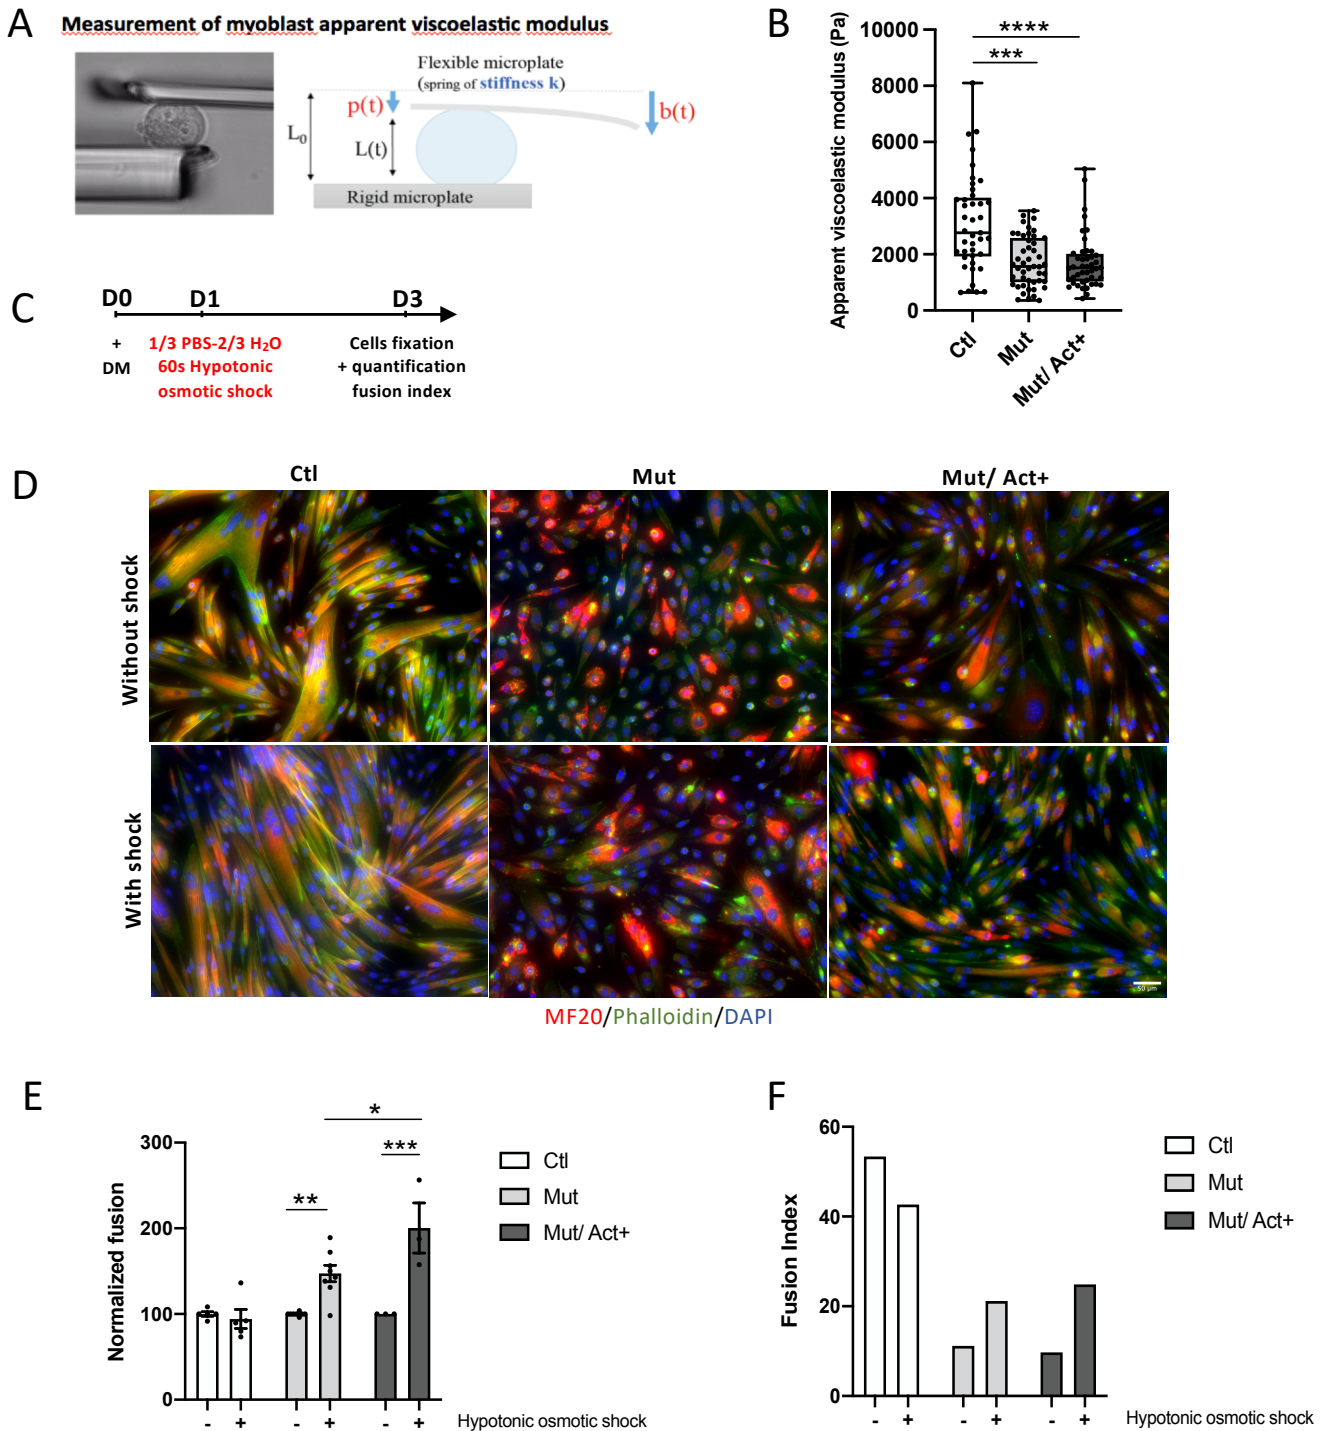 A
Measurement of myoblast apparent viscoelastic modulus
Flexible microplate
(spring of stiffness k)
p(t)
b(t)
L0
L(t)
Rigid microplate
B
Apparent viscoelastic modulus (Pa)
10000
8000
6000
4000
2000
0
****
***
Ctl
Mut
Mut/ Act+
C
D0
D1
D3
+
DM
1/3 PBS-2/3 H₂O
60s Hypotonic
osmotic shock
Cells fixation
+ quantification
fusion index
D
Ctl
Mut
Mut/ Act+
Without shock
With shock
50 µm
MF20/Phalloidin/DAPI
E
Normalized fusion
300
200
100
0
*
**
***
- + - + - + Hypotonic osmotic shock
Ctl
Mut
Mut/ Act+
F
Fusion Index
60
40
20
0
- + - + - + Hypotonic osmotic shock
Ctl
Mut
Mut/ Act+